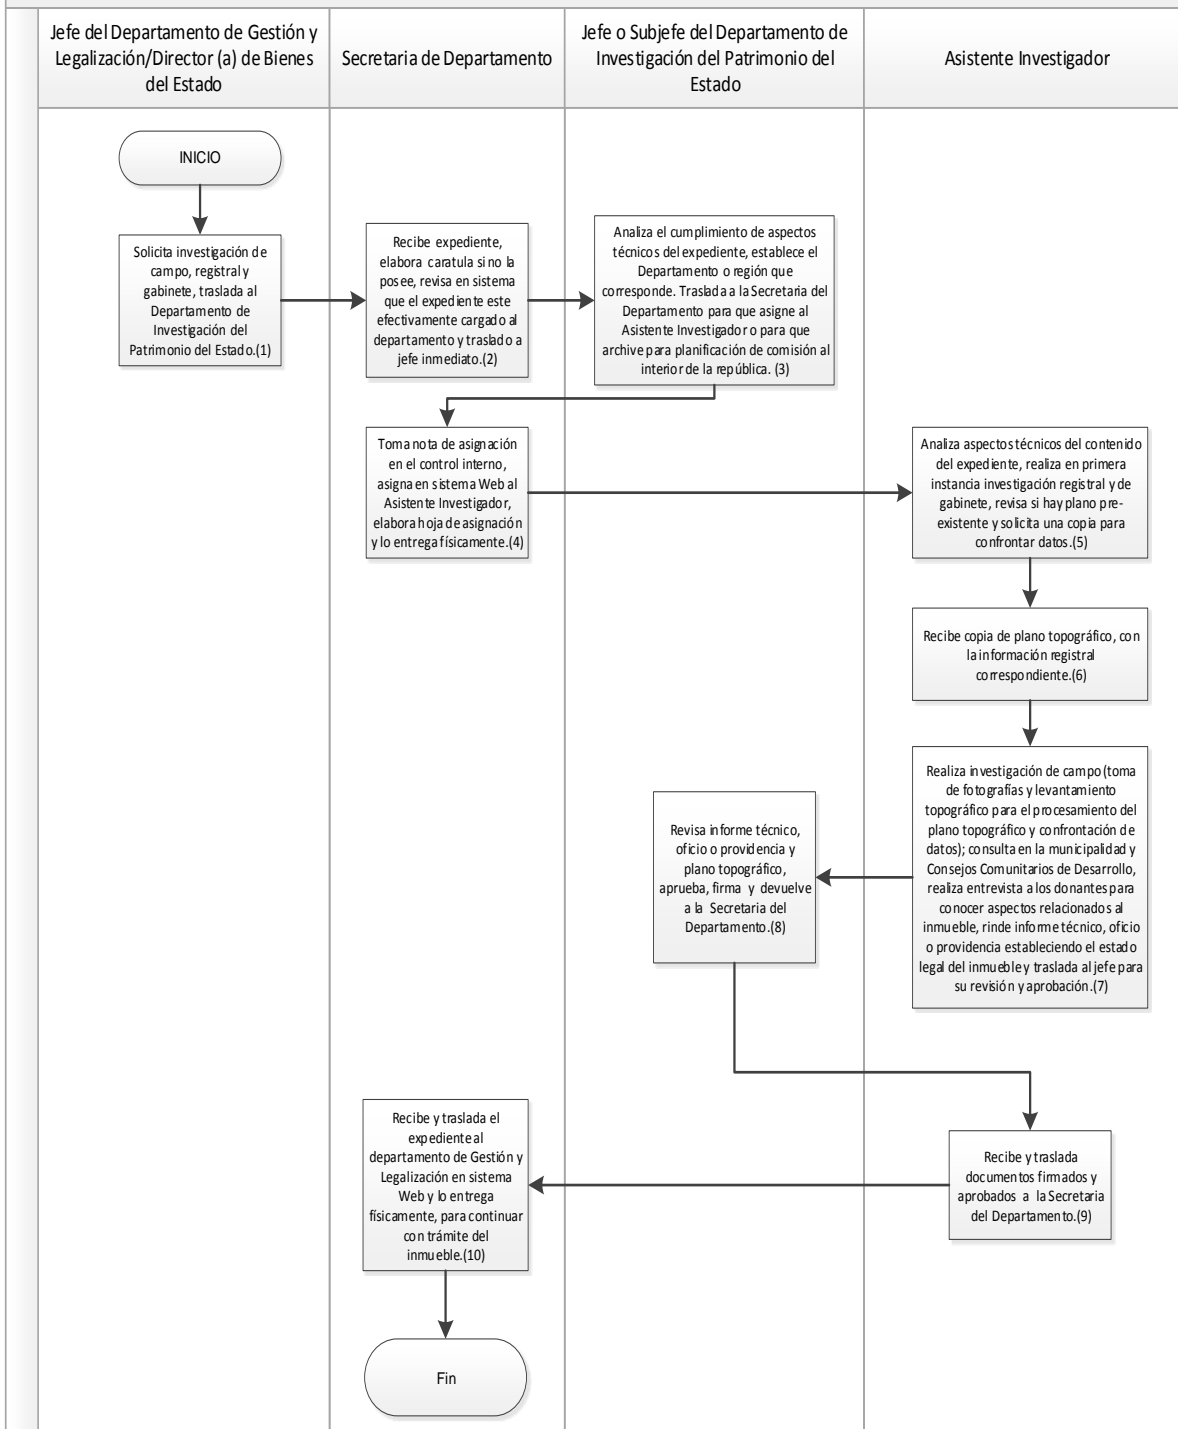 Jefe del Departamento de Gestión y
Legalización/Director (a) de Bienes
del Estado
Secretaria de Departamento
Jefe o Subjefe del Departamento de
Investigación del Patrimonio del
Estado
Asistente Investigador
INICIO
Solicita investigación de
campo, registral y
gabinete, traslada al
Departamento de
Investigación del
Patrimonio del Estado.(1)
Recibe expediente,
elabora caratula si no la
posee, revisa en sistema
que el expediente este
efectivamente cargado al
departamento y traslado a
jefe inmediato.(2)
Analiza el cumplimiento de aspectos
técnicos del expediente, establece el
Departamento o región que
corresponde. Traslada a la Secretaria del
Departamento para que asigne al
Asistente Investigador o para que
archive para planificación de comisión al
interior de la república. (3)
Toma nota de asignación
en el control interno,
asigna en sistema Web al
Asistente Investigador,
elabora hoja de asignación
y lo entrega físicamente.(4)
Analiza aspectos técnicos del contenido
del expediente, realiza en primera
instancia investigación registral y de
gabinete, revisa si hay plano pre-
existente y solicita una copia para
confrontar datos.(5)
Recibe copia de plano topográfico, con
la información registral
correspondiente.(6)
Realiza investigación de campo (toma
de fotografías y levantamiento
topográfico para el procesamiento del
plano topográfico y confrontación de
datos); consulta en la municipalidad y
Consejos Comunitarios de Desarrollo,
realiza entrevista a los donantes para
conocer aspectos relacionados al
inmueble, rinde informe técnico, oficio
o providencia estableciendo el estado
legal del inmueble y traslada al jefe para
su revisión y aprobación.(7)
Revisa informe técnico,
oficio o providencia y
plano topográfico,
aprueba, firma y devuelve
a la Secretaria del
Departamento.(8)
Recibe y traslada
documentos firmados y
aprobados a la Secretaria
del Departamento.(9)
Recibe y traslada el
expediente al
departamento de Gestión y
Legalización en sistema
Web y lo entrega
físicamente, para continuar
con trámite del
inmueble.(10)
Fin